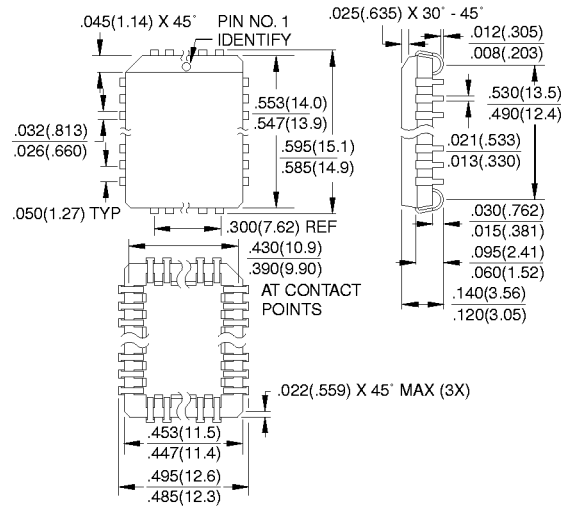 .045(1.14) X 45°
PIN NO. 1
IDENTIFY
.025(.635) X 30° - 45°
.012(.305)
.008(.203)
.553(14.0)
.547(13.9)
.530(13.5)
.490(12.4)
.032(.813)
.026(.660)
.595(15.1)
.585(14.9)
.021(.533)
.013(.330)
.050(1.27) TYP
.300(7.62) REF
.030(.762)
.015(.381)
.430(10.9)
.390(9.90)
AT CONTACT
POINTS
.095(2.41)
.060(1.52)
.140(3.56)
.120(3.05)
.022(.559) X 45° MAX (3X)
.453(11.5)
.447(11.4)
.495(12.6)
.485(12.3)